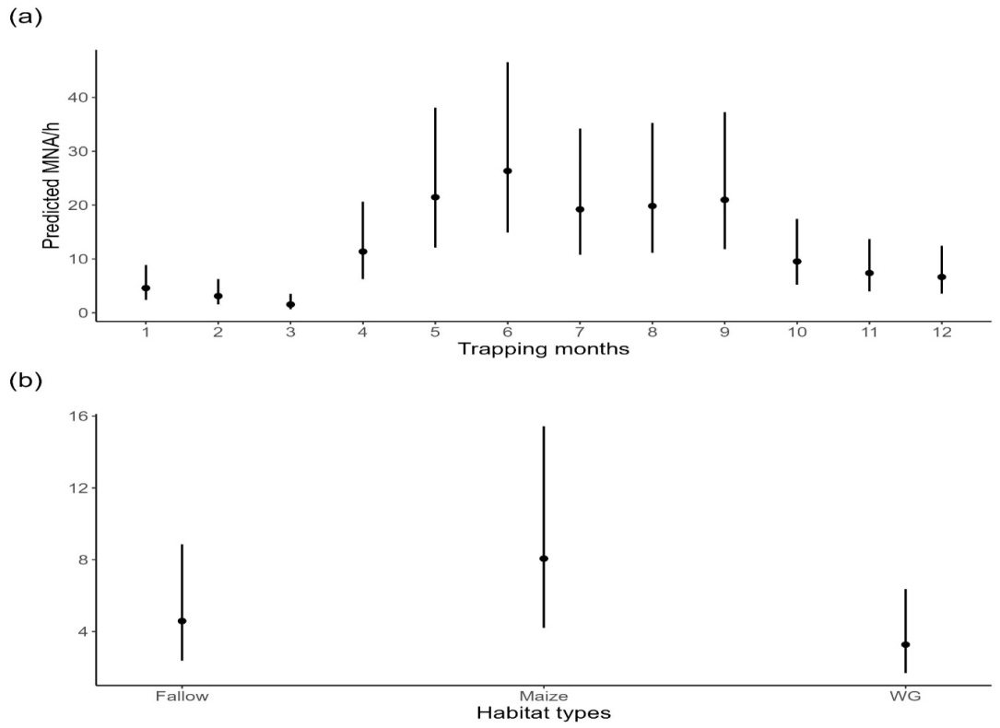 (a)
Predicted MNA/h
40
30
20
10
0
1 2 3 4 5 6 7 8 9 10 11 12
Trapping months
(b)
16
12
8
4
Fallow Maize WG
Habitat types